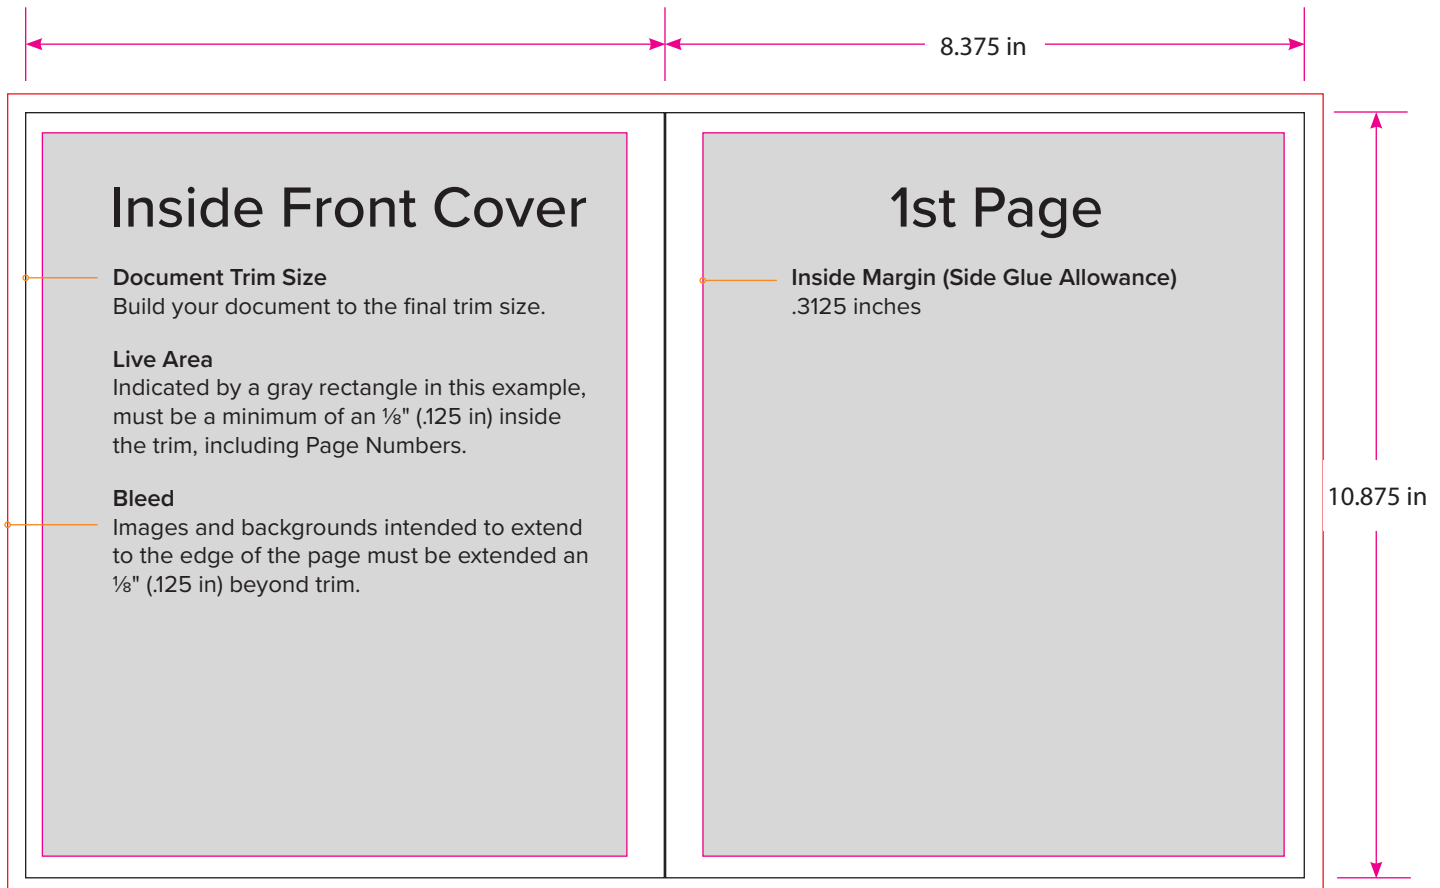 8.375 in
Inside Front Cover
Document Trim Size
Build your document to the final trim size.
Live Area
Indicated by a gray rectangle in this example,
must be a minimum of an ⅛" (.125 in) inside
the trim, including Page Numbers.
Bleed
Images and backgrounds intended to extend
to the edge of the page must be extended an
⅛" (.125 in) beyond trim.
1st Page
Inside Margin (Side Glue Allowance)
.3125 inches
10.875 in